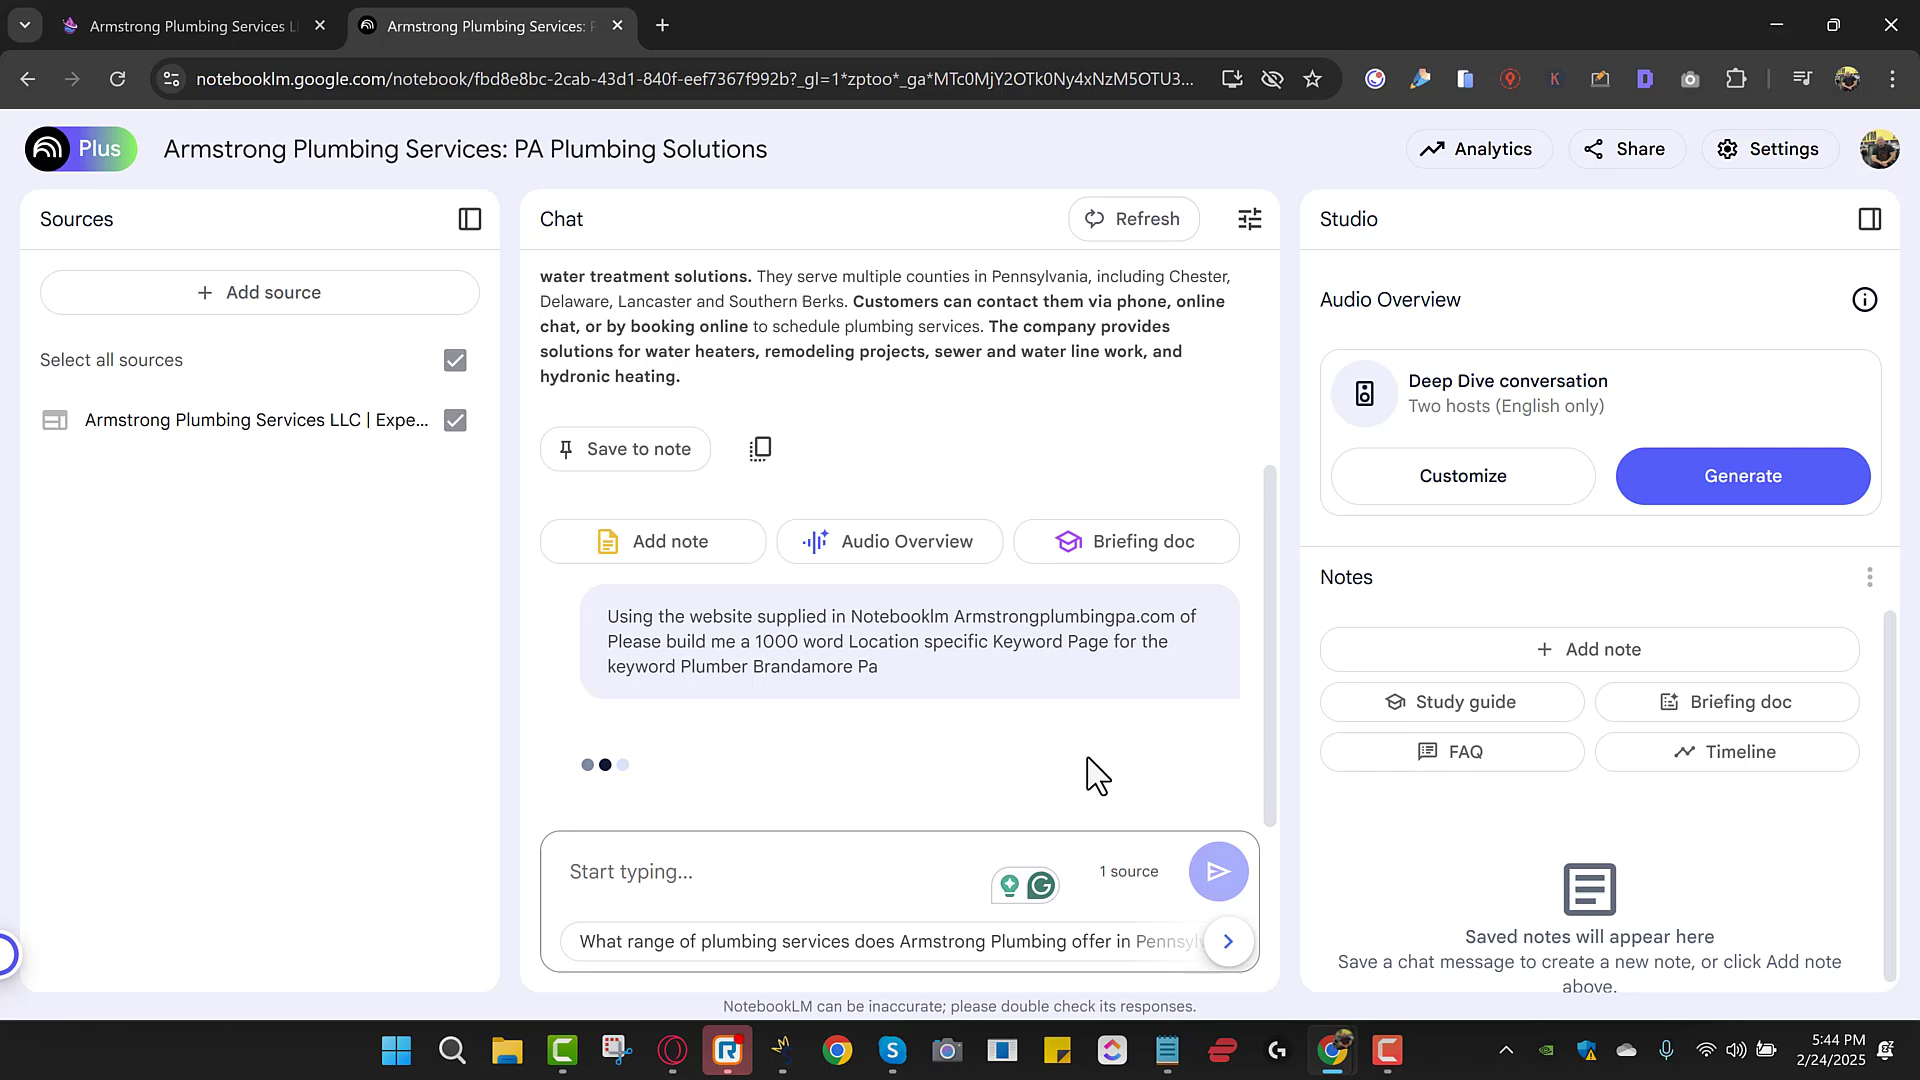 Armstrong Plumbing Services L
Armstrong Plumbing Services:
notebooklm.google.com/notebook/fbd8e8bc-2cab-43d1-840f-eef7367f992b?_gl=1*zptoo*_ga*MTc0MjY2OTk0Ny4xNzM5OTU3...
Plus
Armstrong Plumbing Services: PA Plumbing Solutions
Analytics
Share
Settings
Sources
Add source
Select all sources
Armstrong Plumbing Services LLC | Expe...
Chat
Refresh
water treatment solutions. They serve multiple counties in Pennsylvania, including Chester,
Delaware, Lancaster and Southern Berks. Customers can contact them via phone, online
chat, or by booking online to schedule plumbing services. The company provides
solutions for water heaters, remodeling projects, sewer and water line work, and
hydronic heating.
Save to note
Add note
Audio Overview
Briefing doc
Using the website supplied in Notebooklm Armstrongplumbingpa.com of
Please build me a 1000 word Location specific Keyword Page for the
keyword Plumber Brandamore Pa
Start typing...
1 source
What range of plumbing services does Armstrong Plumbing offer in Pennsylv
NotebookLM can be inaccurate; please double check its responses.
Studio
Audio Overview
Deep Dive conversation
Two hosts (English only)
Customize
Generate
Notes
Add note
Study guide
Briefing doc
FAQ
Timeline
Saved notes will appear here
Save a chat message to create a new note, or click Add note
above.
5:44 PM
2/24/2025